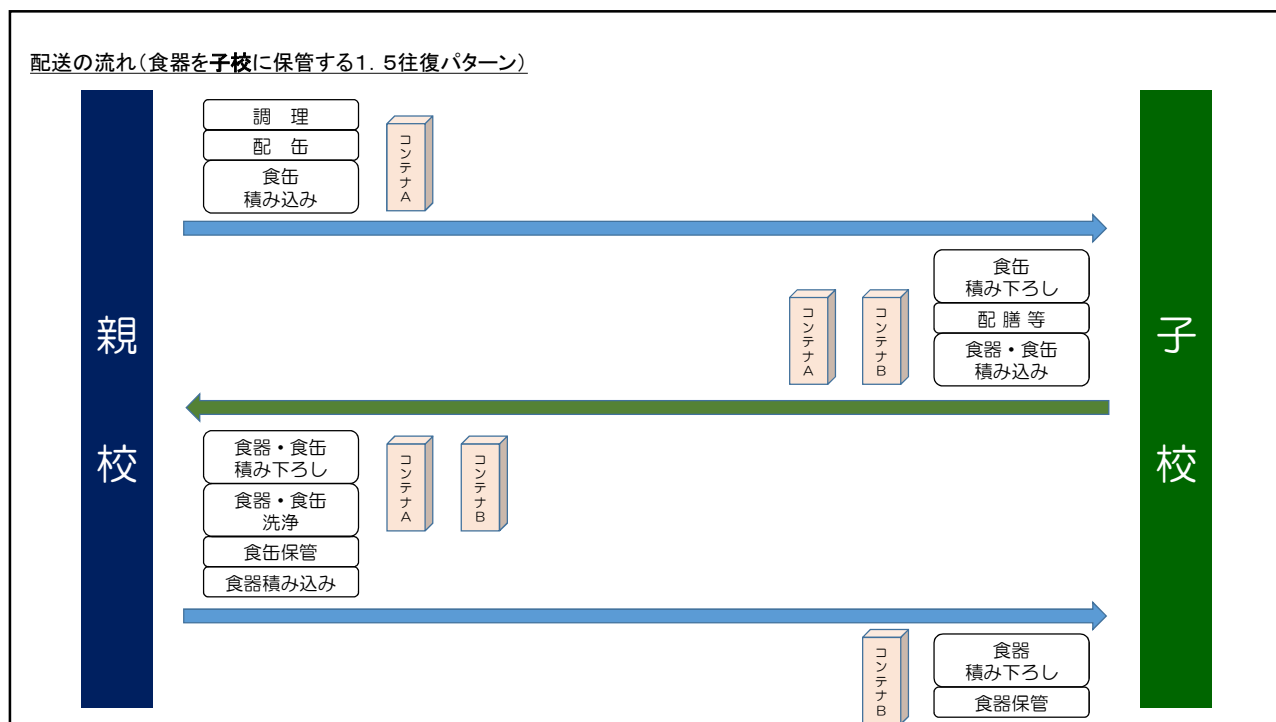 配送の流れ(食器を子校に保管する1.5往復パターン)
親校
子校
調 理
配 缶
食缶
積み込み
コンテナA
食缶
積み下ろし
配 膳 等
食器・食缶
積み込み
コンテナA
コンテナB
食器・食缶
積み下ろし
食器・食缶
洗浄
食缶保管
食器積み込み
コンテナA
コンテナB
コンテナB
食器
積み下ろし
食器保管